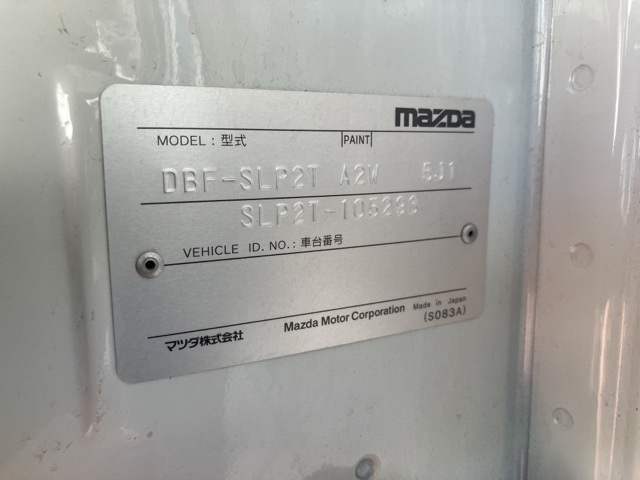 mazda
MODEL : 型式 PAINT
DBF-SLP2T A2W 5J1
SLP2T-105293
VEHICLE ID. NO. : 車台番号
マツダ株式会社 Mazda Motor Corporation Made in Japan
(S083A)